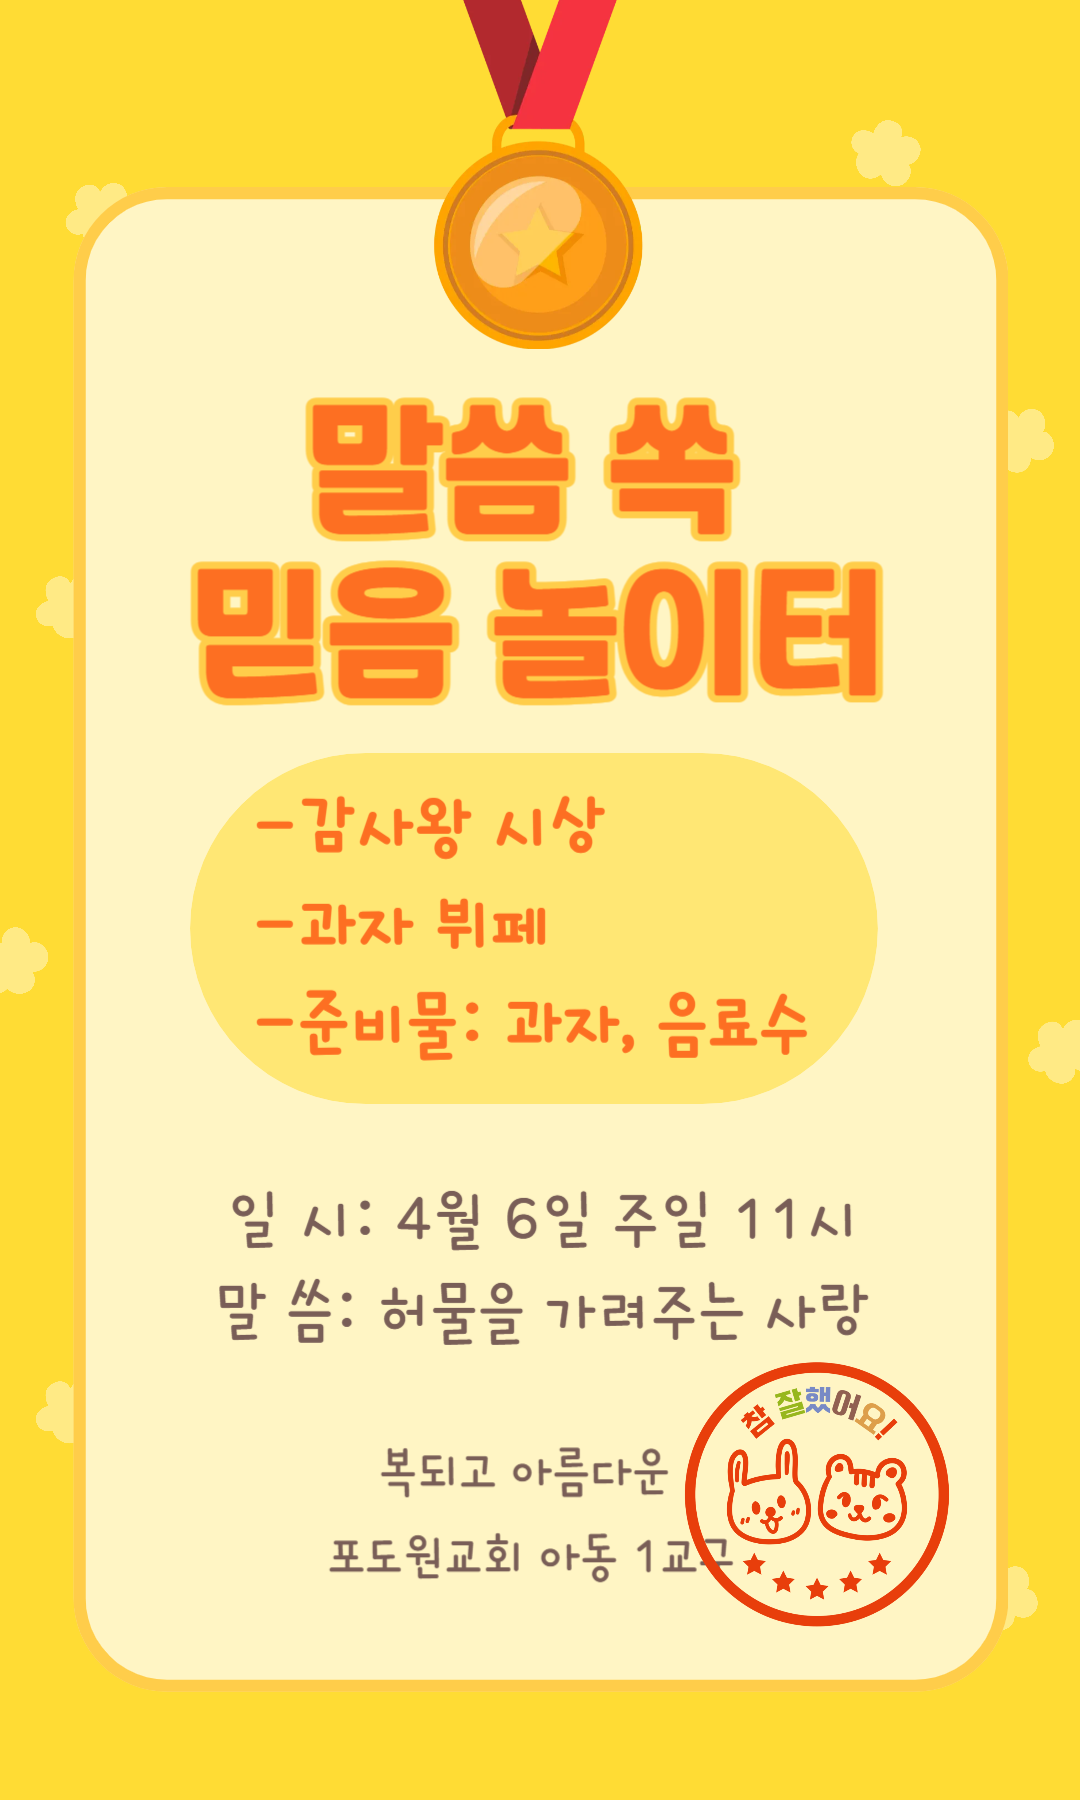 말씀 쏙
믿음 놀이터
-감사왕 시상
-과자 뷔페
-준비물: 과자, 음료수
일 시: 4월 6일 주일 11시
말 씀: 허물을 가려주는 사랑
참 잘했어요!
복되고 아름다운
포도원교회 아동 1교구